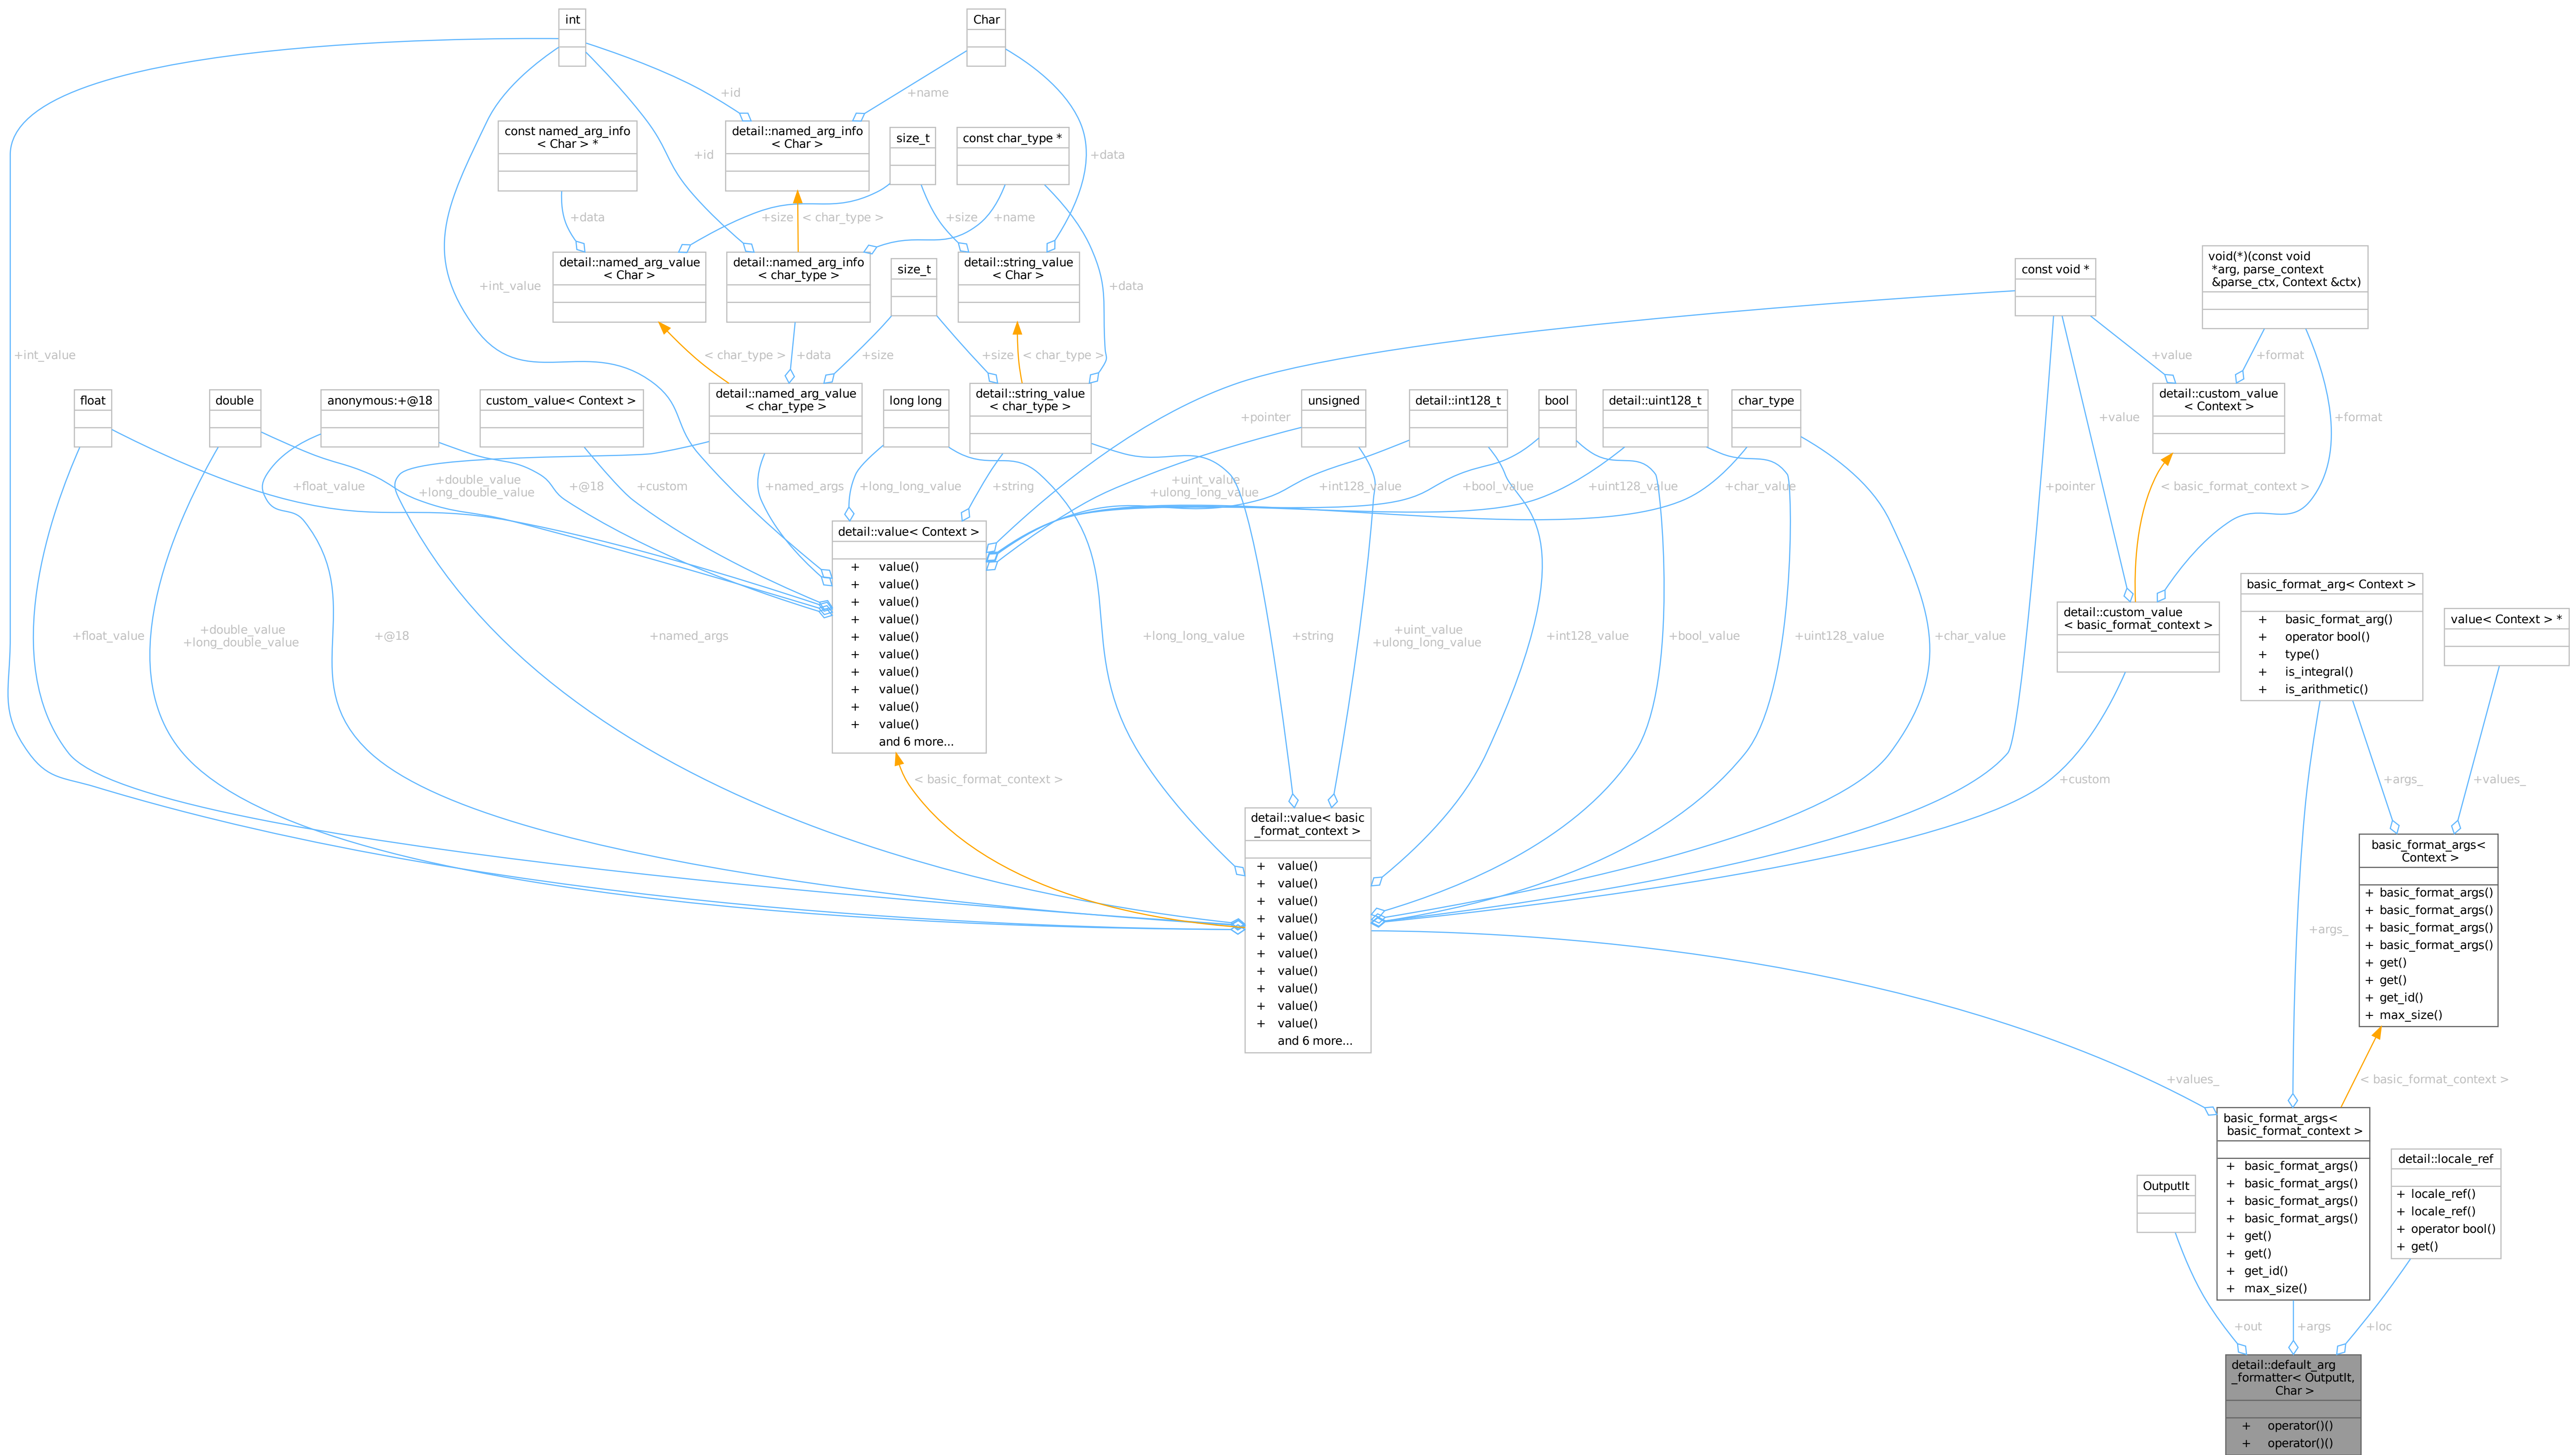 int
Char
+id
+name
const named_arg_info
< Char > *
detail::named_arg_info
< Char >
size_t
const char_type *
+id
+data
+data
+size
< char_type >
+size
+name
detail::named_arg_value
< Char >
detail::named_arg_info
< char_type >
size_t
detail::string_value
< Char >
const void *
void(*)(const void
*arg, parse_context
&parse_ctx, Context &ctx)
+int_value
+data
+int_value
< char_type >
+data
+size
+size
< char_type >
+value
+format
float
double
anonymous:+@18
custom_value< Context >
detail::named_arg_value
< char_type >
long long
detail::string_value
< char_type >
+pointer
unsigned
detail::int128_t
bool
detail::uint128_t
char_type
+value
detail::custom_value
< Context >
+format
+float_value
+double_value
+long_double_value
+@18
+custom
+named_args
+long_long_value
+string
+uint_value
+ulong_long_value
+int128_value
+bool_value
+uint128_value
+char_value
+pointer
< basic_format_context >
detail::value< Context >
+ value()
+ value()
+ value()
+ value()
+ value()
+ value()
+ value()
+ value()
+ value()
+ value()
and 6 more...
+float_value
+double_value
+long_double_value
+@18
+named_args
+long_long_value
+string
+uint_value
+ulong_long_value
+int128_value
+bool_value
+uint128_value
+char_value
detail::custom_value
< basic_format_context >
basic_format_arg< Context >
+ basic_format_arg()
+ operator bool()
+ type()
+ is_integral()
+ is_arithmetic()
value< Context > *
< basic_format_context >
+custom
+args_
+values_
detail::value< basic
_format_context >
+ value()
+ value()
+ value()
+ value()
+ value()
+ value()
+ value()
+ value()
+ value()
+ value()
and 6 more...
+args_
basic_format_args<
Context >
+ basic_format_args()
+ basic_format_args()
+ basic_format_args()
+ basic_format_args()
+ get()
+ get()
+ get_id()
+ max_size()
+values_
< basic_format_context >
OutputIt
basic_format_args<
basic_format_context >
+ basic_format_args()
+ basic_format_args()
+ basic_format_args()
+ basic_format_args()
+ get()
+ get()
+ get_id()
+ max_size()
detail::locale_ref
+ locale_ref()
+ locale_ref()
+ operator bool()
+ get()
+out
+args
+loc
detail::default_arg
_formatter< OutputIt,
Char >
+ operator()()
+ operator()()